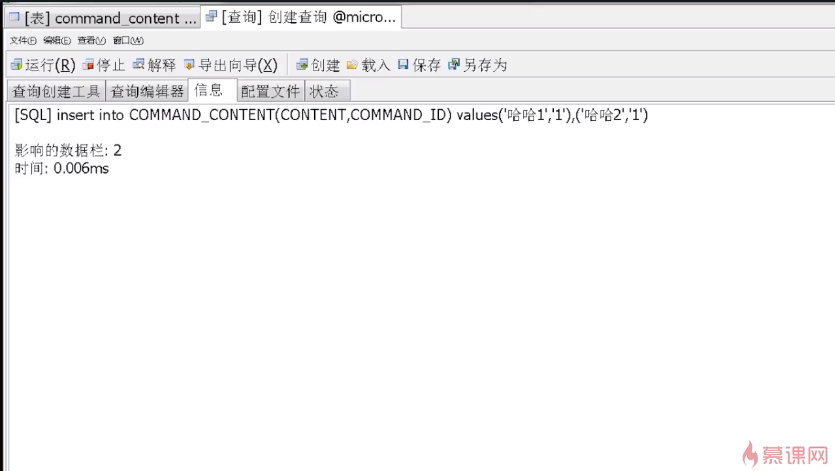 [表] command_content ...
[查询] 创建查询 @micro...
文件(F) 编辑(E) 查看(V) 窗口(W)
运行(R) 停止 解释 导出向导(X) 创建 载入 保存 另存为
查询创建工具 查询编辑器 信息 配置文件 状态
[SQL] insert into COMMAND_CONTENT(CONTENT,COMMAND_ID) values('哈哈1','1'),('哈哈2','1')
影响的数据栏: 2
时间: 0.006ms
慕课网